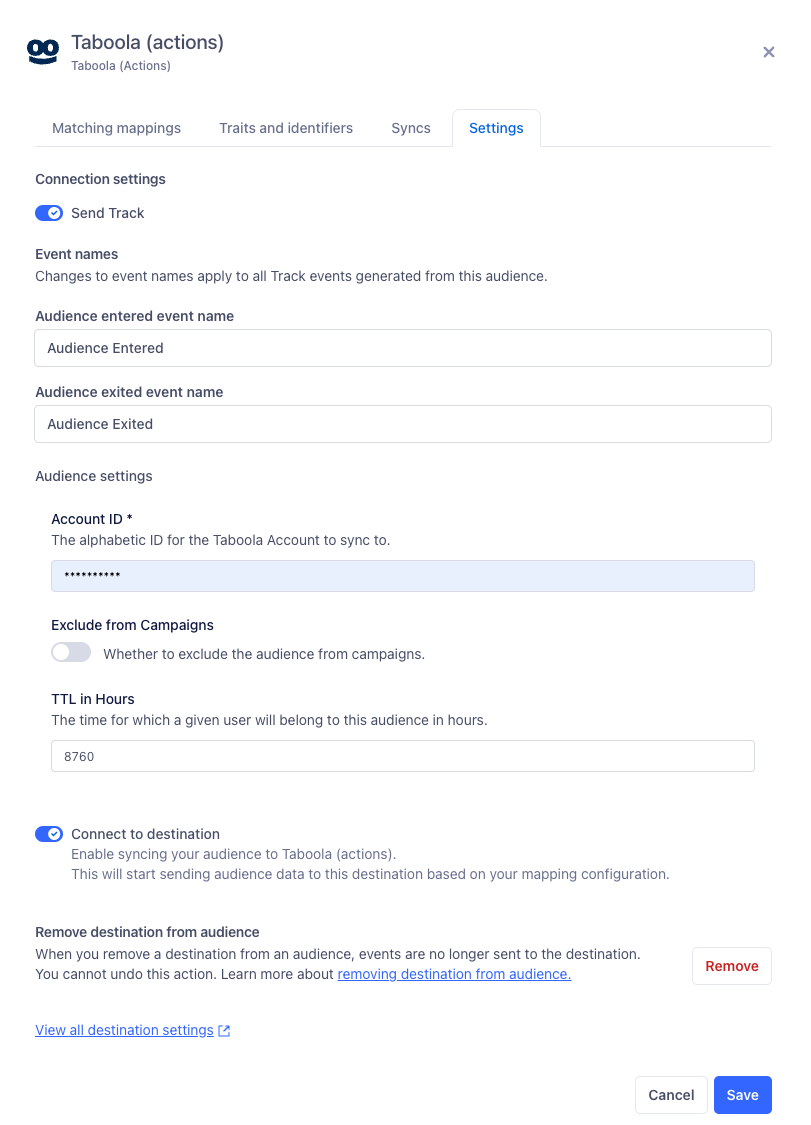 Taboola (actions)
Taboola (Actions)
Matching mappings
Traits and identifiers
Syncs
Settings
Connection settings
Send Track
Event names
Changes to event names apply to all Track events generated from this audience.
Audience entered event name
Audience Entered
Audience exited event name
Audience Exited
Audience settings
Account ID *
The alphabetic ID for the Taboola Account to sync to.
**********
Exclude from Campaigns
Whether to exclude the audience from campaigns.
TTL in Hours
The time for which a given user will belong to this audience in hours.
8760
Connect to destination
Enable syncing your audience to Taboola (actions).
This will start sending audience data to this destination based on your mapping configuration.
Remove destination from audience
When you remove a destination from an audience, events are no longer sent to the destination.
You cannot undo this action. Learn more about removing destination from audience.
Remove
View all destination settings
Cancel
Save